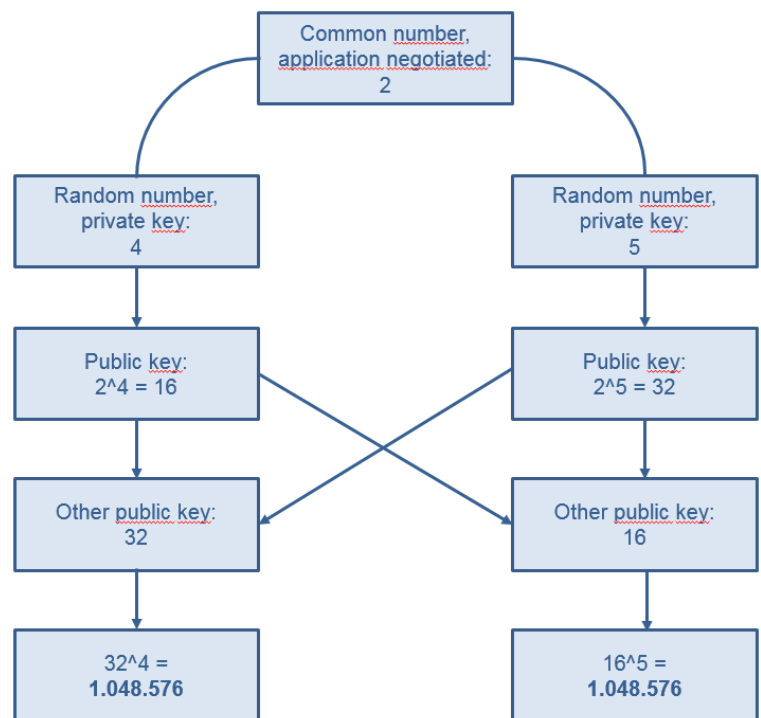 Common number,
application negotiated:
2
Random number,
private key:
4
Random number,
private key:
5
Public key:
2^4 = 16
Public key:
2^5 = 32
Other public key:
32
Other public key:
16
32^4 =
1.048.576
16^5 =
1.048.576